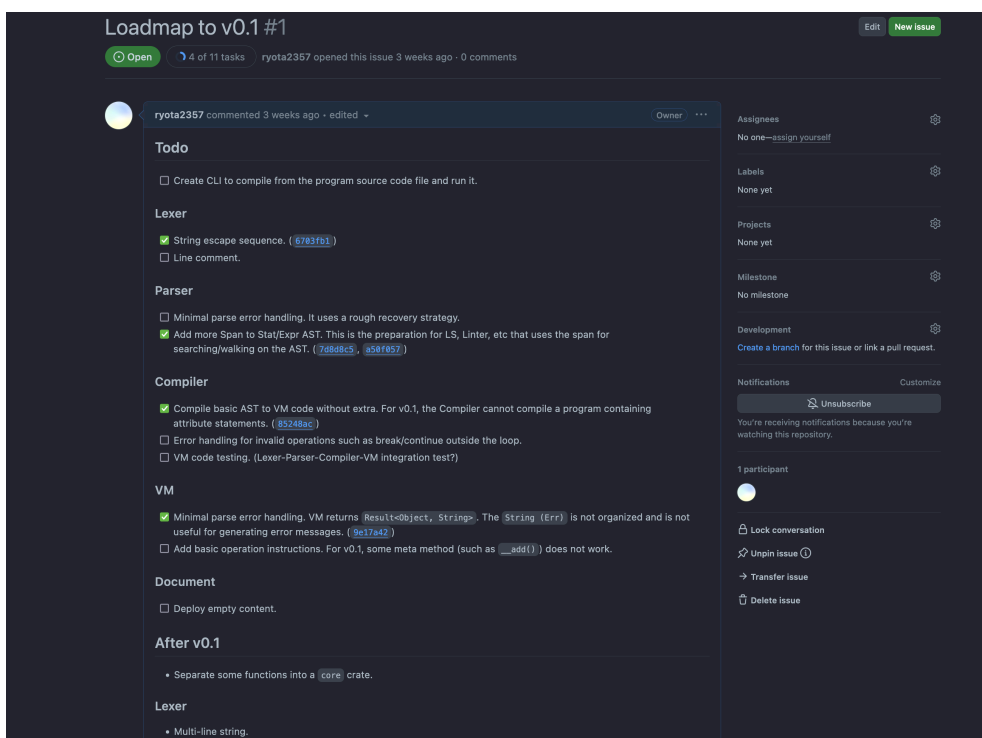 Loadmap to v0.1 #1
Edit
New issue
Open
4 of 11 tasks
ryota2357 opened this issue 3 weeks ago · 0 comments
ryota2357 commented 3 weeks ago • edited
Owner
Todo
Create CLI to compile from the program source code file and run it.
Lexer
String escape sequence. ( 6703fb1 )
Line comment.
Parser
Minimal parse error handling. It uses a rough recovery strategy.
Add more Span to Stat/Expr AST. This is the preparation for LS, Linter, etc that uses the span for
searching/walking on the AST. ( 7d8d8c5 , a50f057 )
Compiler
Compile basic AST to VM code without extra. For v0.1, the Compiler cannot compile a program containing
attribute statements. ( 85248ac )
Error handling for invalid operations such as break/continue outside the loop.
VM code testing. (Lexer-Parser-Compiler-VM integration test?)
VM
Minimal parse error handling. VM returns Result<Object, String> . The String (Err) is not organized and is not
useful for generating error messages. ( 9e17a42 )
Add basic operation instructions. For v0.1, some meta method (such as __add() ) does not work.
Document
Deploy empty content.
After v0.1
• Separate some functions into a core crate.
Lexer
• Multi-line string.
Assignees
No one—assign yourself
Labels
None yet
Projects
None yet
Milestone
No milestone
Development
Create a branch for this issue or link a pull request.
Notifications
Customize
Unsubscribe
You're receiving notifications because you're
watching this repository.
1 participant
Lock conversation
Unpin issue
Transfer issue
Delete issue